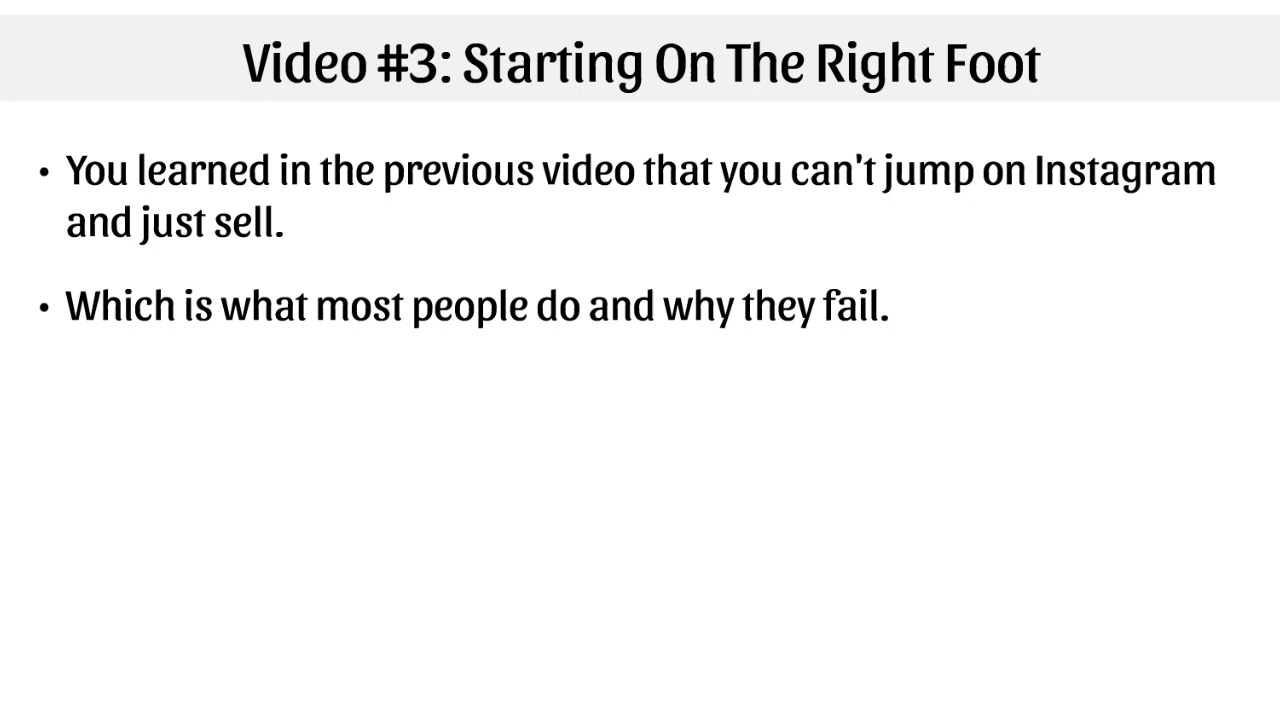 Video #3: Starting On The Right Foot
• You learned in the previous video that you can't jump on Instagram
and just sell.
• Which is what most people do and why they fail.